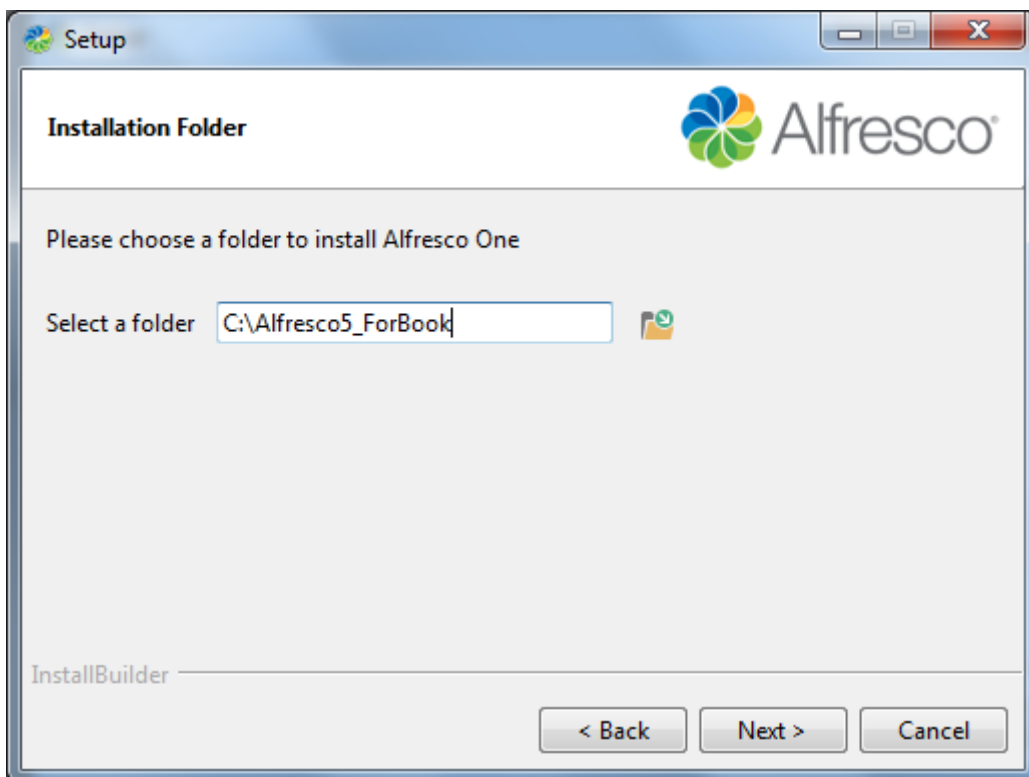 Setup
Installation Folder
Alfresco®
Please choose a folder to install Alfresco One
Select a folder C:\Alfresco5_ForBook
InstallBuilder
< Back Next > Cancel